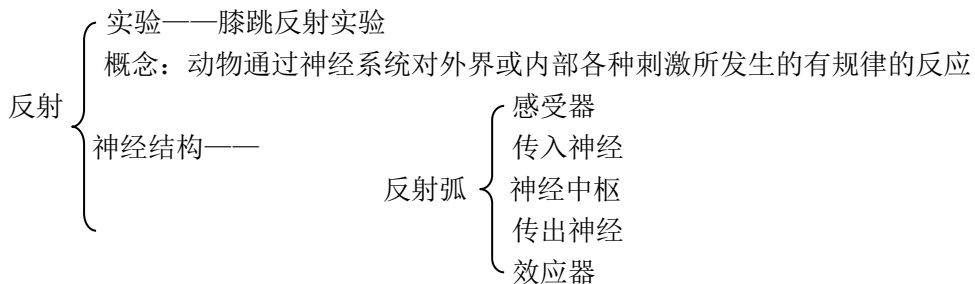 实验——膝跳反射实验
概念：动物通过神经系统对外界或内部各种刺激所发生的有规律的反应
反射
感受器
神经结构——
传入神经
反射弧
神经中枢
传出神经
效应器